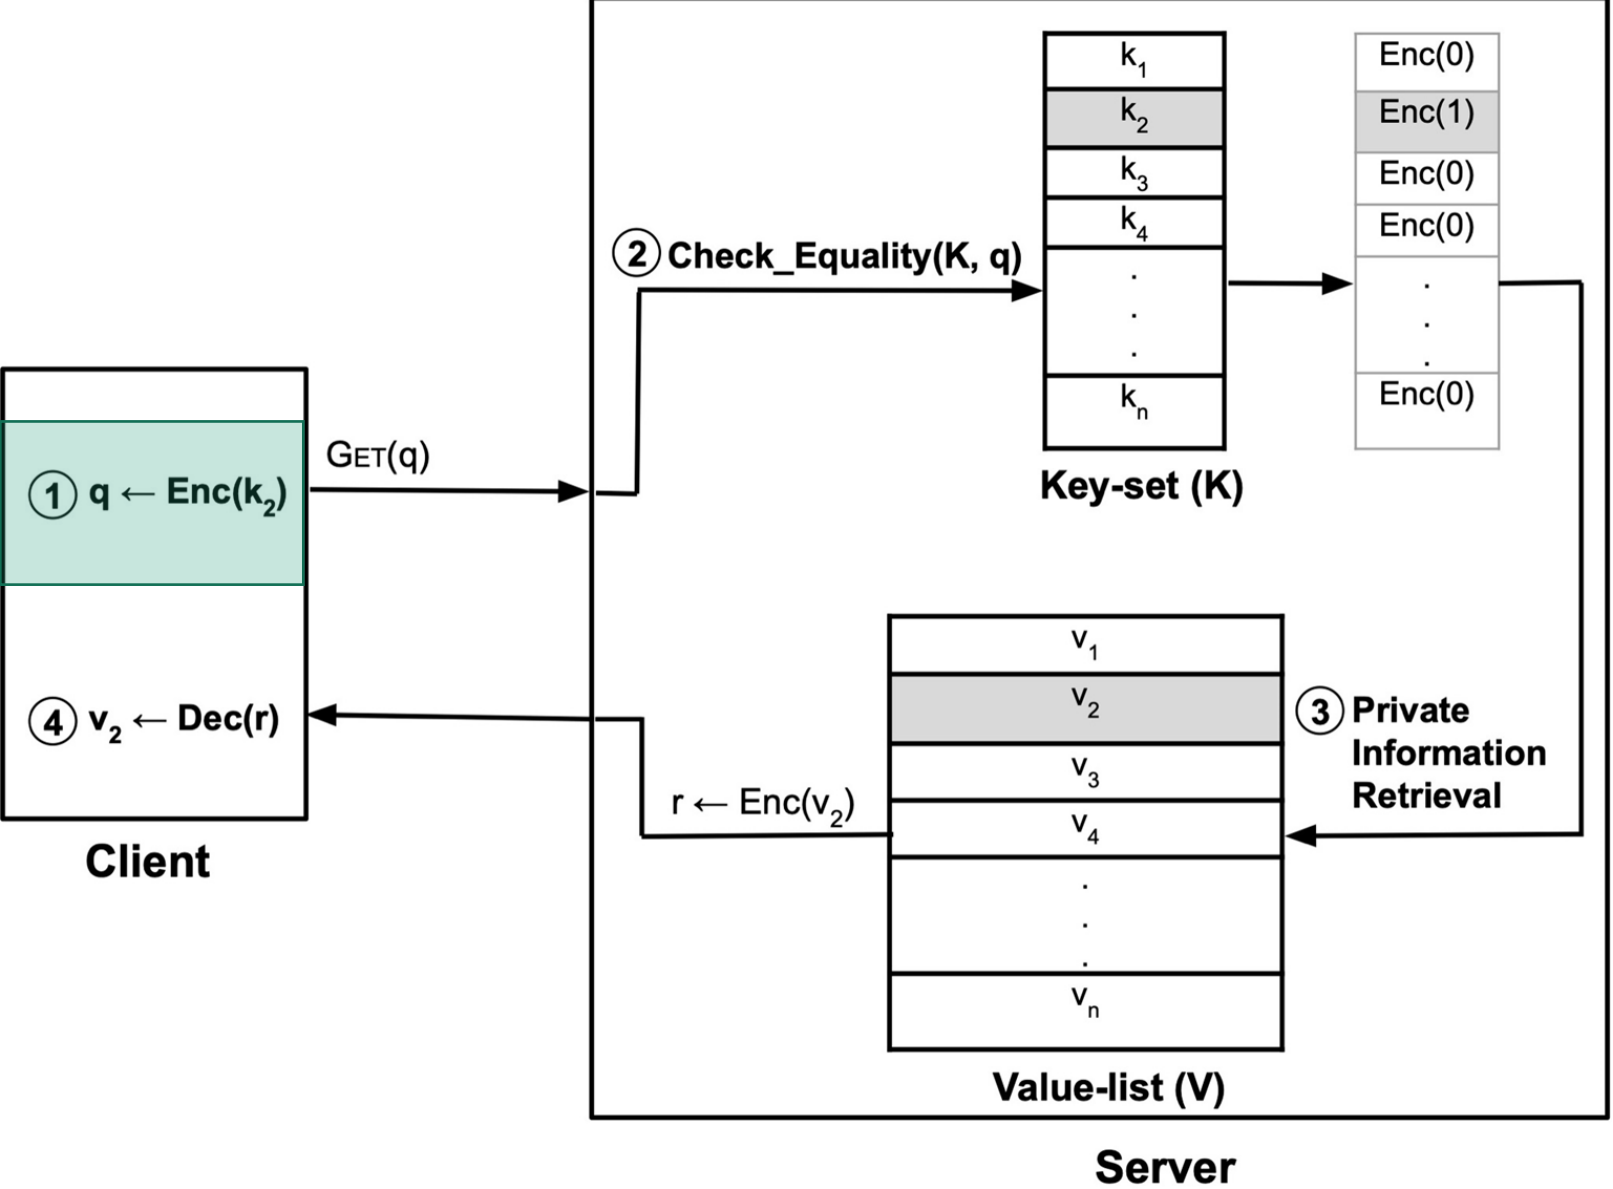 k₁
k₂
k₃
k₄
.
.
.
kₙ
Key-set (K)
Enc(0)
Enc(1)
Enc(0)
Enc(0)
.
.
.
Enc(0)
② Check_Equality(K, q)
GET(q)
① q ← Enc(k₂)
④ v₂ ← Dec(r)
Client
③ Private
Information
Retrieval
r ← Enc(v₂)
v₁
v₂
v₃
v₄
.
.
.
vₙ
Value-list (V)
Server